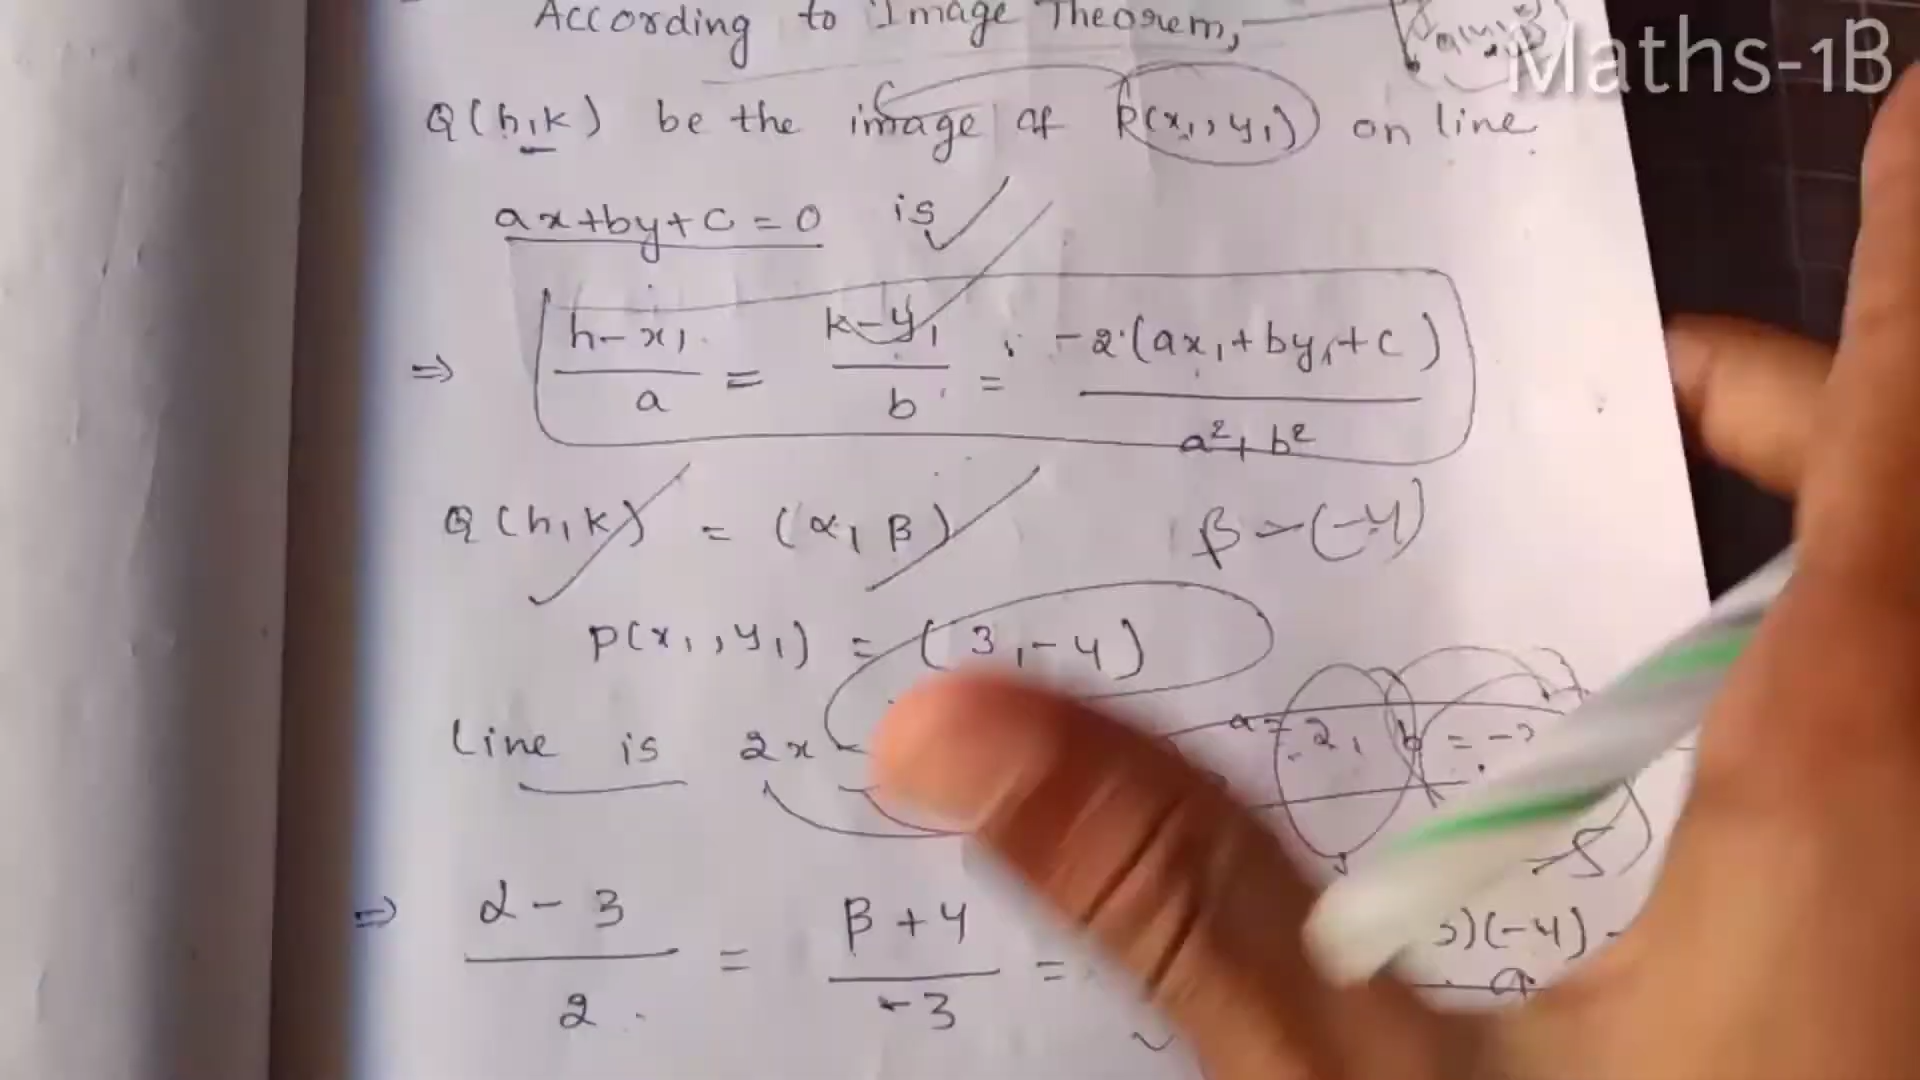 According to Image Theorem,
Maths-1B
Q(h,k) be the image of P(x₁, y₁) on line
ax+by+c=0 is
⇒ h-x₁/a = k-y₁/b = -2(ax₁+by₁+c)/a²+b²
Q(h,k) = (α, β) β-(-4)
P(x₁, y₁) = (3,-4)
Line is 2x a=2, b=-3
⇒ α-3/2 = β+4/-3 = )(-4)-